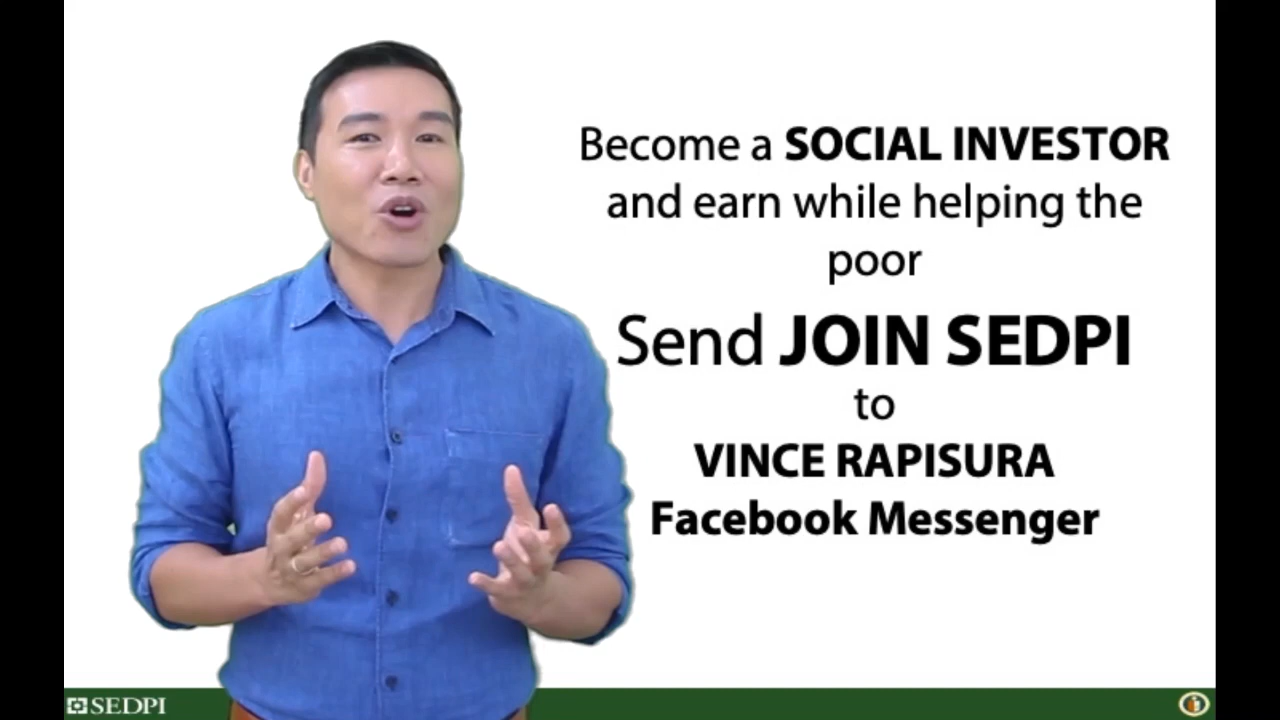 Become a SOCIAL INVESTOR
and earn while helping the
poor
Send JOIN SEDPI
to
VINCE RAPISURA
Facebook Messenger
SEDPI